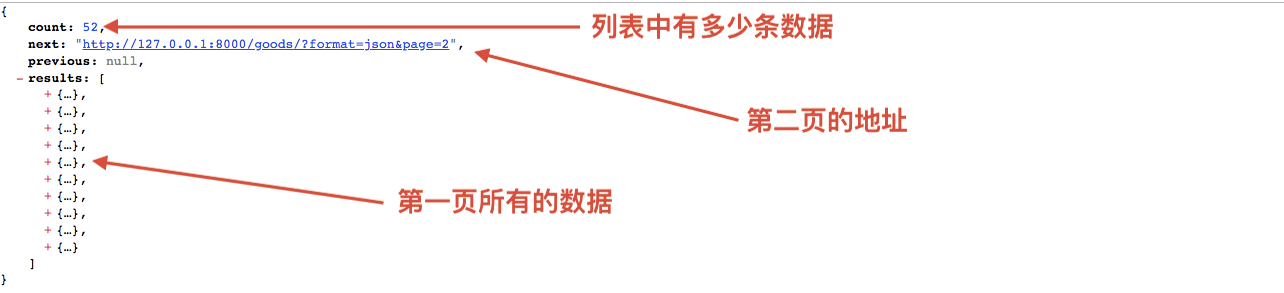 {
count: 52,
列表中有多少条数据
next: "http://127.0.0.1:8000/goods/?format=json&page=2",
previous: null,
- results: [
+ {…},
+ {…},
+ {…},
第二页的地址
+ {…},
+ {…},
+ {…},
+ {…},
第一页所有的数据
+ {…},
+ {…},
+ {…}
]
}